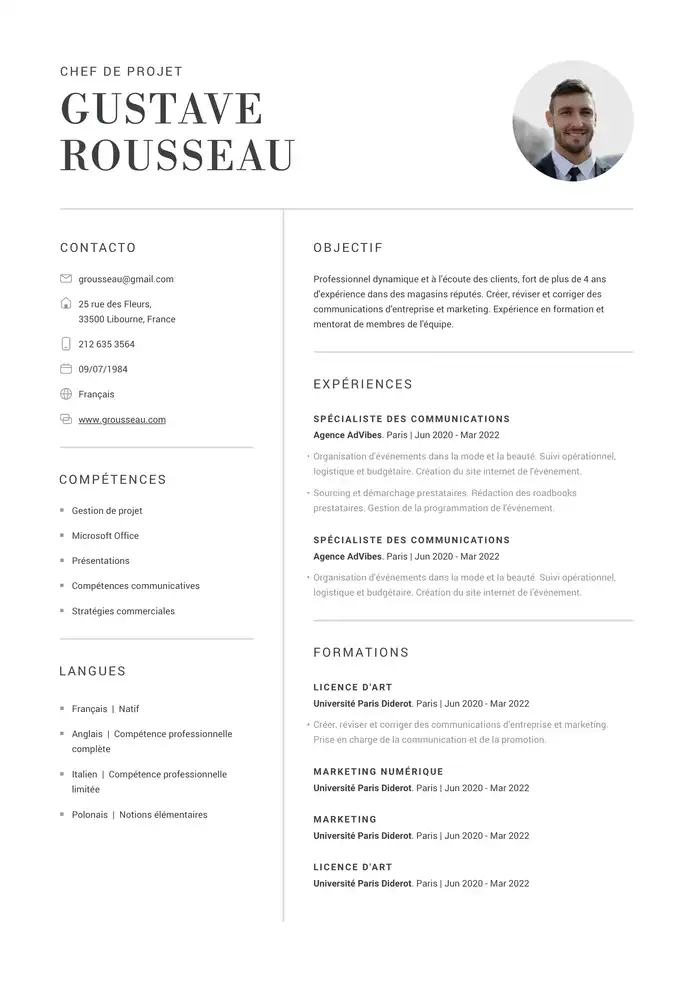 CHEF DE PROJET
GUSTAVE
ROUSSEAU
CONTACTO
grousseau@gmail.com
25 rue des Fleurs,
33500 Libourne, France
212 635 3564
09/07/1984
Français
www.grousseau.com
COMPÉTENCES
Gestion de projet
Microsoft Office
Présentations
Compétences communicatives
Stratégies commerciales
LANGUES
Français | Natif
Anglais | Compétence professionnelle
complète
Italien | Compétence professionnelle
limitée
Polonais | Notions élémentaires
OBJECTIF
Professionnel dynamique et à l'écoute des clients, fort de plus de 4 ans
d'expérience dans des magasins réputés. Créer, réviser et corriger des
communications d'entreprise et marketing. Expérience en formation et
mentorat de membres de l'équipe.
EXPÉRIENCES
SPÉCIALISTE DES COMMUNICATIONS
Agence AdVibes. Paris | Jun 2020 - Mar 2022
• Organisation d'événements dans la mode et la beauté. Suivi opérationnel,
logistique et budgétaire. Création du site internet de l'événement.
• Sourcing et démarchage prestataires. Rédaction des roadbooks
prestataires. Gestion de la programmation de l'événement.
SPÉCIALISTE DES COMMUNICATIONS
Agence AdVibes. Paris | Jun 2020 - Mar 2022
• Organisation d'événements dans la mode et la beauté. Suivi opérationnel,
logistique et budgétaire. Création du site internet de l'événement.
FORMATIONS
LICENCE D'ART
Université Paris Diderot. Paris | Jun 2020 - Mar 2022
• Créer, réviser et corriger des communications d'entreprise et marketing.
Prise en charge de la communication et de la promotion.
MARKETING NUMÉRIQUE
Université Paris Diderot. Paris | Jun 2020 - Mar 2022
MARKETING
Université Paris Diderot. Paris | Jun 2020 - Mar 2022
LICENCE D'ART
Université Paris Diderot. Paris | Jun 2020 - Mar 2022